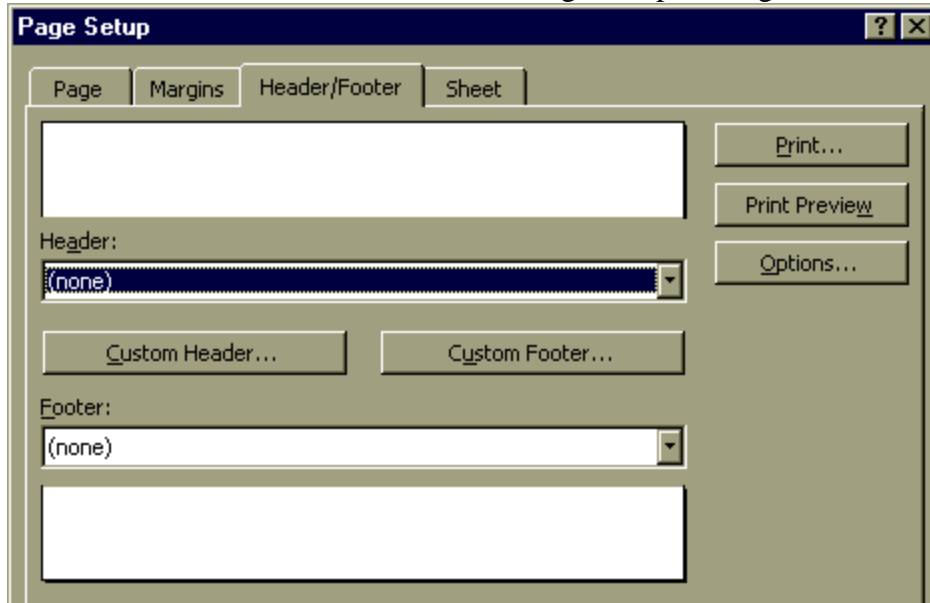 Page Setup
Page Margins Header/Footer Sheet
Print...
Print Preview
Header:
Options...
(none)
Custom Header... Custom Footer...
Footer:
(none)